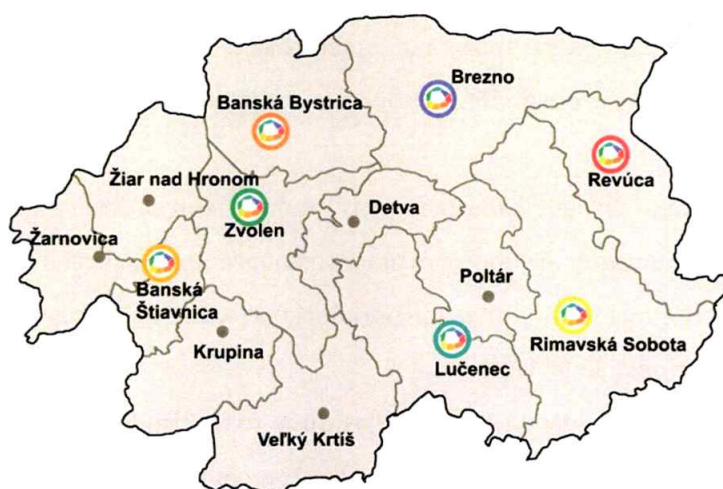 Brezno
Banská Bystrica
Revúca
Žiar nad Hronom
Detva
Zvolen
Žarnovica
Poltár
Banská
Štiavnica
Krupina
Rimavská Sobota
Lučenec
Veľký Krtíš